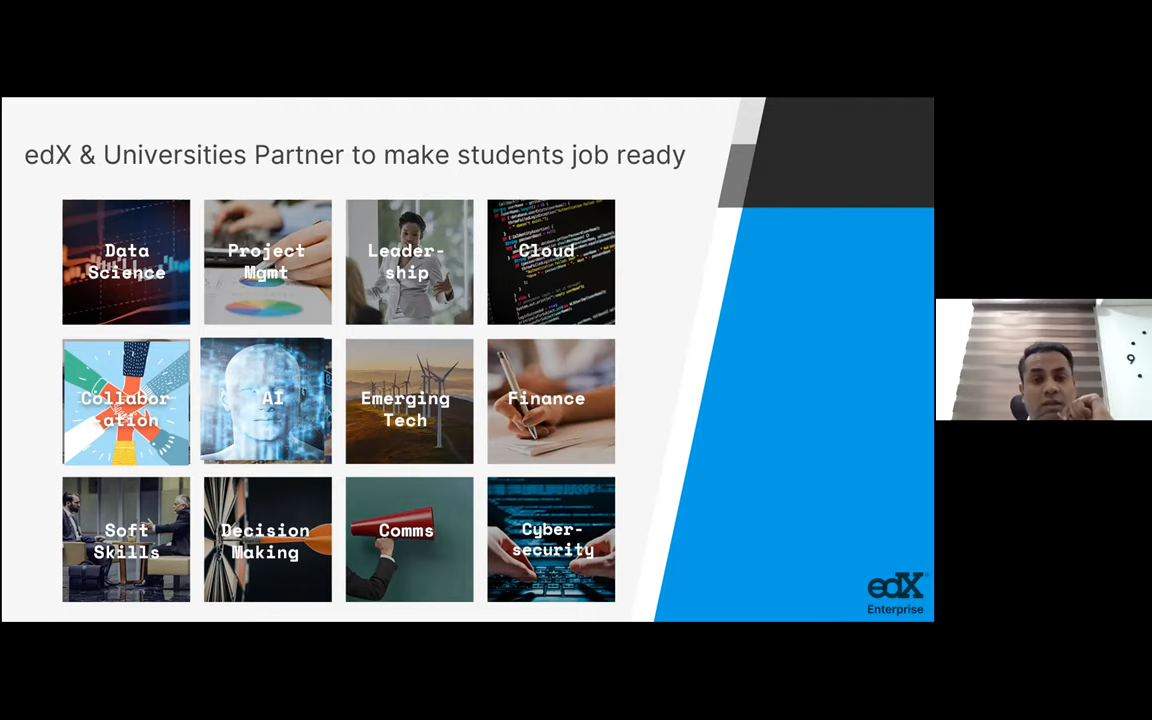 edX & Universities Partner to make students job ready
Data
Science
Project
Mgmt
Leader-
ship
Cloud
Collabor
-ation
AI
Emerging
Tech
Finance
Soft
Skills
Decision
Making
Comms
Cyber-
security
edX
Enterprise
9